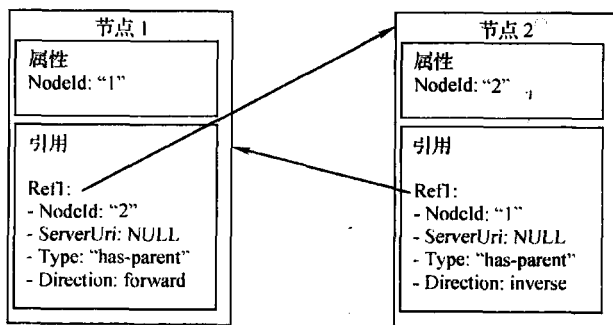 节点 1
属性
NodeId: “1”
引用
Ref1:
- NodeId: “2”
- ServerUri: NULL
- Type: “has-parent”
- Direction: forward
节点 2
属性
NodeId: “2”
引用
Ref1:
- NodeId: “1”
- ServerUri: NULL
- Type: “has-parent”
- Direction: inverse